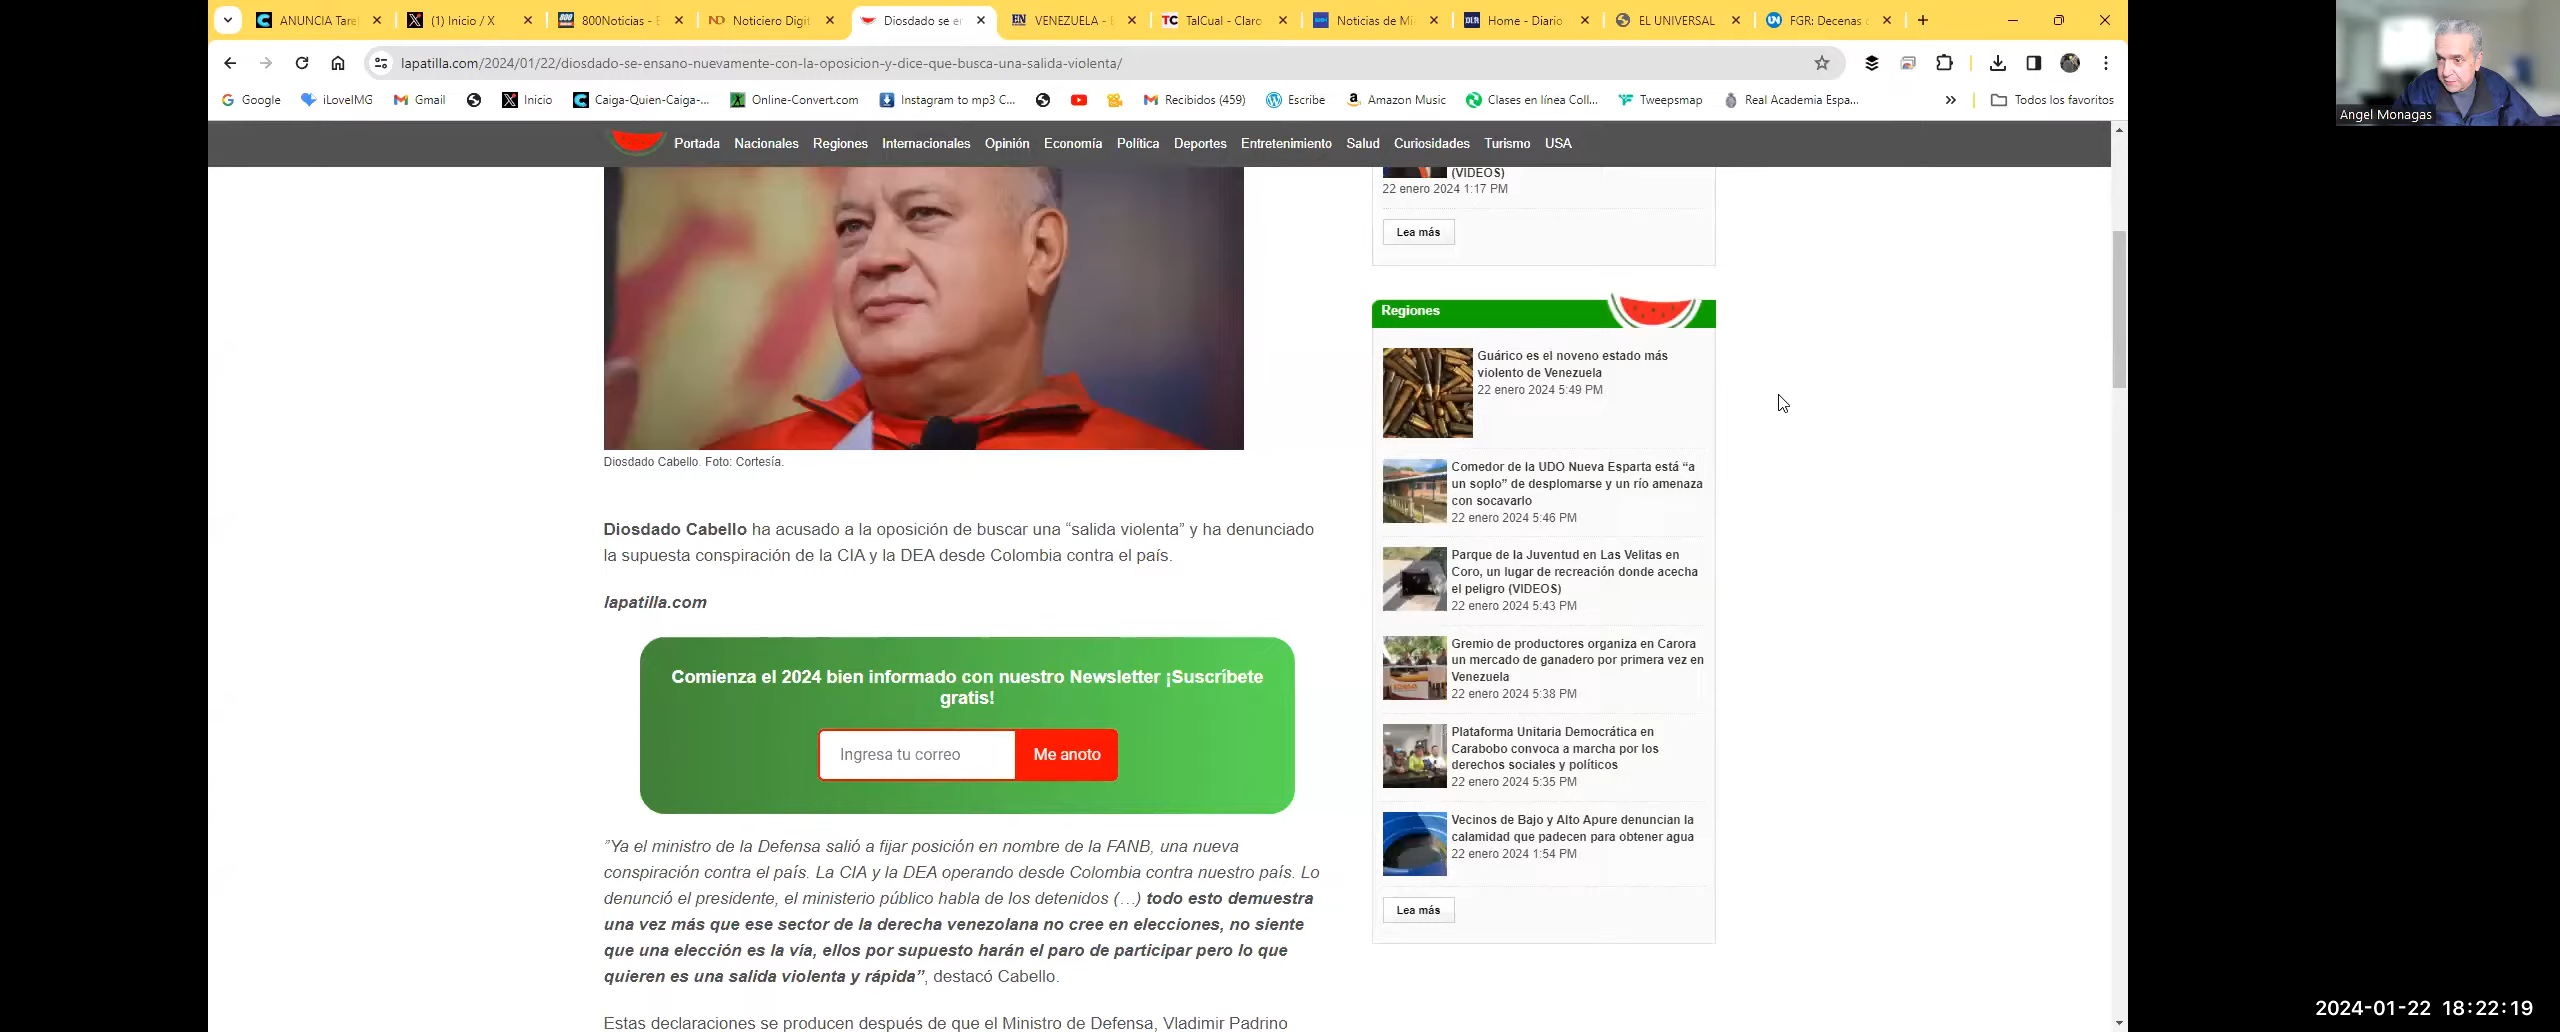 ANUNCIA Tare
(1) Inicio / X
800Noticias - E
Noticiero Digit
Diosdado se en
VENEZUELA - E
TalCual - Claro
Noticias de Mi
Home - Diario
EL UNIVERSAL
FGR: Decenas d
lapatilla.com/2024/01/22/diosdado-se-ensano-nuevamente-con-la-oposicion-y-dice-que-busca-una-salida-violenta/
Google
iLoveIMG
Gmail
Inicio
Caiga-Quien-Caiga-...
Online-Convert.com
Instagram to mp3 C...
Recibidos (459)
Escribe
Amazon Music
Clases en línea Coll...
Tweepsmap
Real Academia Espa...
Todos los favoritos
Angel Monagas
Portada Nacionales Regiones Internacionales Opinión Economía Política Deportes Entretenimiento Salud Curiosidades Turismo USA
(VIDEOS)
22 enero 2024 1:17 PM
Lea más
Regiones
Guárico es el noveno estado más
violento de Venezuela
22 enero 2024 5:49 PM
Comedor de la UDO Nueva Esparta está “a
un soplo” de desplomarse y un río amenaza
con socavarlo
22 enero 2024 5:46 PM
Parque de la Juventud en Las Velitas en
Coro, un lugar de recreación donde acecha
el peligro (VIDEOS)
22 enero 2024 5:43 PM
Gremio de productores organiza en Carora
un mercado de ganadero por primera vez en
Venezuela
22 enero 2024 5:38 PM
Plataforma Unitaria Democrática en
Carabobo convoca a marcha por los
derechos sociales y políticos
22 enero 2024 5:35 PM
Vecinos de Bajo y Alto Apure denuncian la
calamidad que padecen para obtener agua
22 enero 2024 1:54 PM
Lea más
Diosdado Cabello. Foto: Cortesía.
Diosdado Cabello ha acusado a la oposición de buscar una “salida violenta” y ha denunciado
la supuesta conspiración de la CIA y la DEA desde Colombia contra el país.
lapatilla.com
Comienza el 2024 bien informado con nuestro Newsletter ¡Suscríbete
gratis!
Ingresa tu correo
Me anoto
”Ya el ministro de la Defensa salió a fijar posición en nombre de la FANB, una nueva
conspiración contra el país. La CIA y la DEA operando desde Colombia contra nuestro país. Lo
denunció el presidente, el ministerio público habla de los detenidos (…) todo esto demuestra
una vez más que ese sector de la derecha venezolana no cree en elecciones, no siente
que una elección es la vía, ellos por supuesto harán el paro de participar pero lo que
quieren es una salida violenta y rápida”, destacó Cabello.
Estas declaraciones se producen después de que el Ministro de Defensa, Vladimir Padrino
2024-01-22 18:22:19